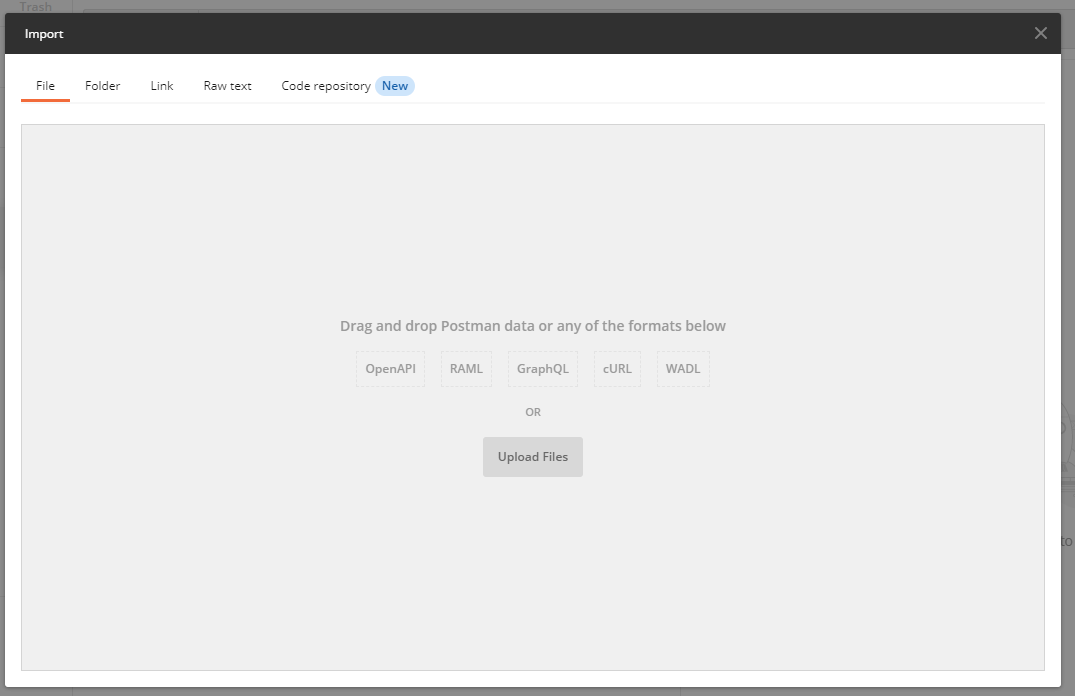 Trash
Import
File Folder Link Raw text Code repository New
Drag and drop Postman data or any of the formats below
OpenAPI RAML GraphQL cURL WADL
OR
Upload Files
to